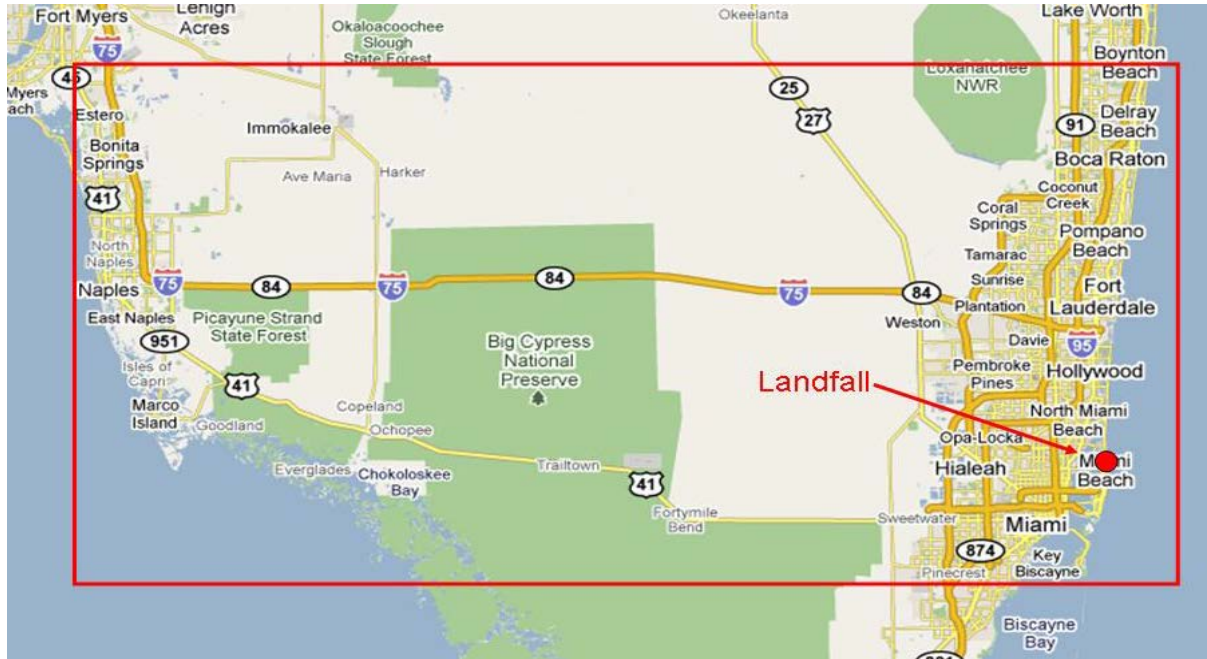 Fort Myers
Lehigh
Acres
Okaloacoochee
Slough
State Forest
Okeelanta
Lake Worth
75
45
Myers
Boynton
Beach
Loxahatchee
NWR
25
27
Estero
Immokalee
91
Delray
Beach
Bonita
Springs
Ave Maria
Harker
Boca Raton
41
Coconut
Creek
Coral
Springs
North
Naples
Pompano
Beach
Tamarac
Naples
75
84
75
84
75
84
Sunrise
Fort
Lauderdale
Plantation
East Naples
Picayune Strand
State Forest
Weston
951
Big Cypress
National
Preserve
Davie
95
Isles of
Capri
Pembroke
Pines
Hollywood
41
Landfall
Marco
Island
Copeland
Goodland
Ochopee
North Miami
Beach
Opa-Locka
Everglades
Chokoloskee
Bay
Trailtown
Hialeah
Beach
41
Fortymile
Bend
Sweetwater
Miami
874
Key
Biscayne
Pinecrest
Biscayne
Bay